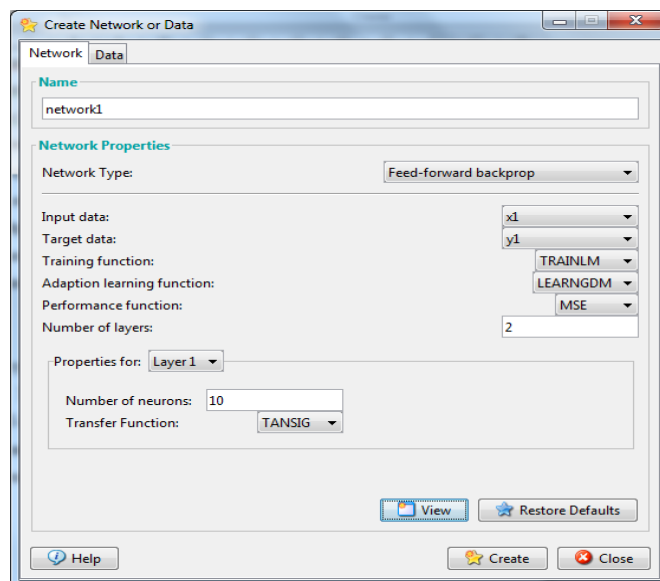 Create Network or Data
Network Data
Name
network1
Network Properties
Network Type: Feed-forward backprop
Input data: x1
Target data: y1
Training function: TRAINLM
Adaption learning function: LEARNGDM
Performance function: MSE
Number of layers: 2
Properties for: Layer 1
Number of neurons: 10
Transfer Function: TANSIG
View Restore Defaults
Help Create Close